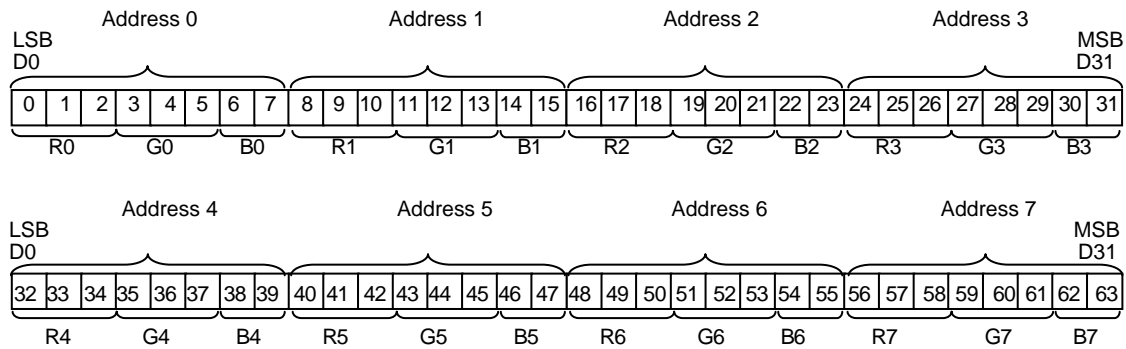 Address 0 Address 1 Address 2 Address 3
LSB MSB
D0 D31
0 1 2 3 4 5 6 7 8 9 10 11 12 13 14 15 16 17 18 19 20 21 22 23 24 25 26 27 28 29 30 31
R0 G0 B0 R1 G1 B1 R2 G2 B2 R3 G3 B3
Address 4 Address 5 Address 6 Address 7
LSB MSB
D0 D31
32 33 34 35 36 37 38 39 40 41 42 43 44 45 46 47 48 49 50 51 52 53 54 55 56 57 58 59 60 61 62 63
R4 G4 B4 R5 G5 B5 R6 G6 B6 R7 G7 B7